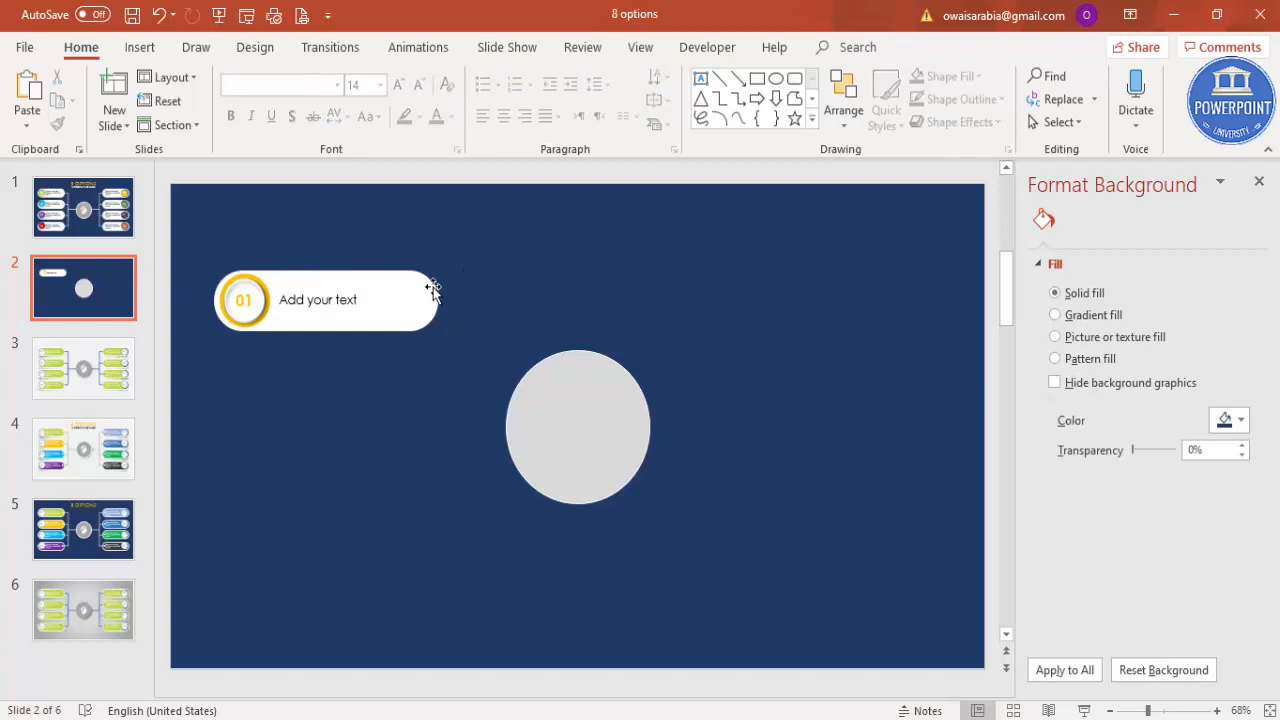 AutoSave Off
8 options
owaisarabia@gmail.com O
File Home Insert Draw Design Transitions Animations Slide Show Review View Developer Help Search
Share Comments
Paste
New Slide
Layout
Reset
Section
14
B I U S ab AV Aa A
Arrange
Quick Styles
Shape Fill
Shape Outline
Shape Effects
Find
Replace
Select
Dictate
POWERPOINT
UNIVERSITY
Clipboard Slides Font Paragraph Drawing Editing Voice
1
2
3
4
5
6
01
Add your text
Format Background
Fill
Solid fill
Gradient fill
Picture or texture fill
Pattern fill
Hide background graphics
Color
Transparency 0%
Apply to All Reset Background
Slide 2 of 6 English (United States) Notes 68%